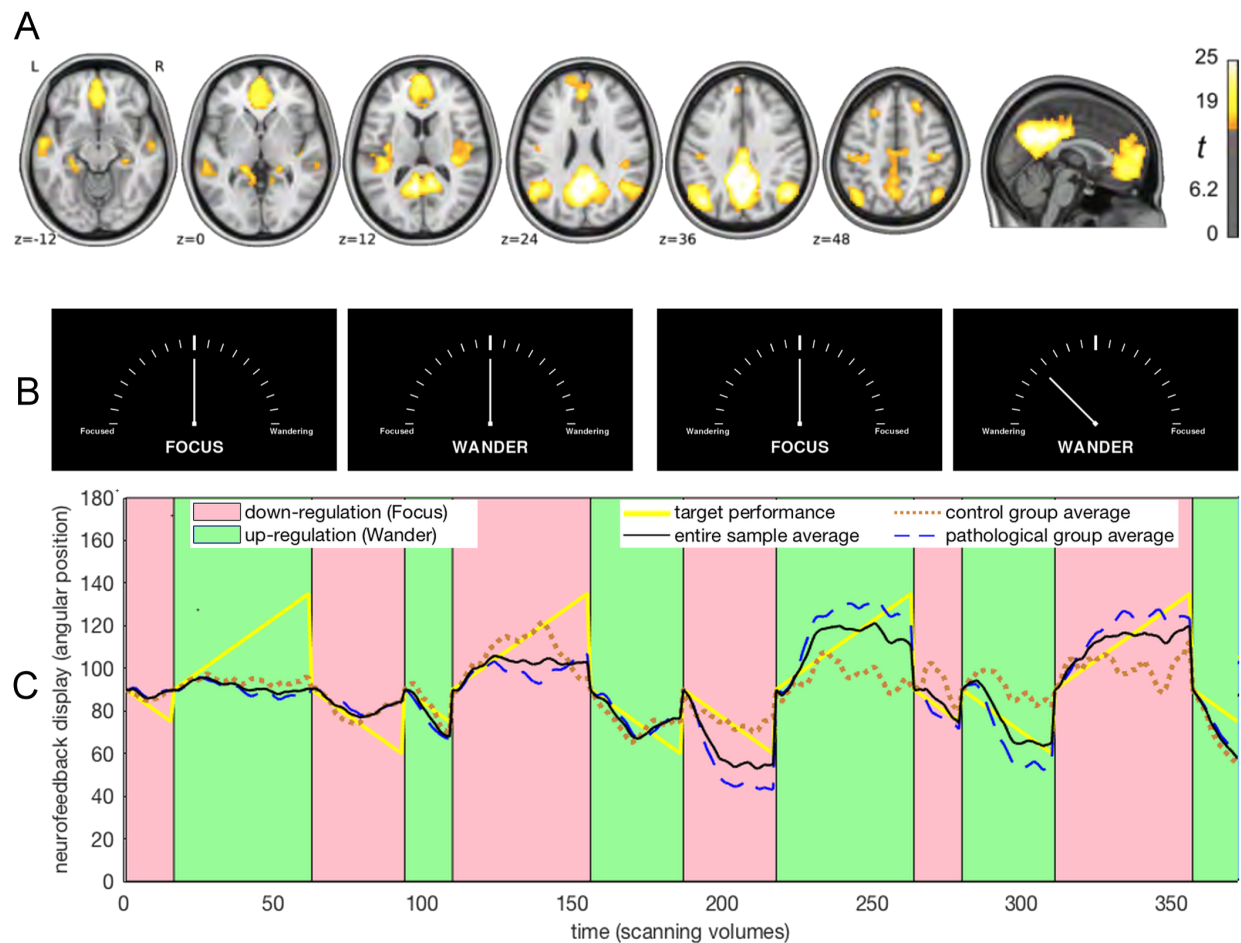 A
L R
25
19
t
6.2
0
z=-12 z=0 z=12 z=24 z=36 z=48
B
Focused Wandering
FOCUS
Focused Wandering
WANDER
Wandering Focused
FOCUS
Wandering Focused
WANDER
C
neurofeedback display (angular position)
180
160
140
120
100
80
60
40
20
0
down-regulation (Focus)
up-regulation (Wander)
target performance
entire sample average
control group average
pathological group average
0 50 100 150 200 250 300 350
time (scanning volumes)